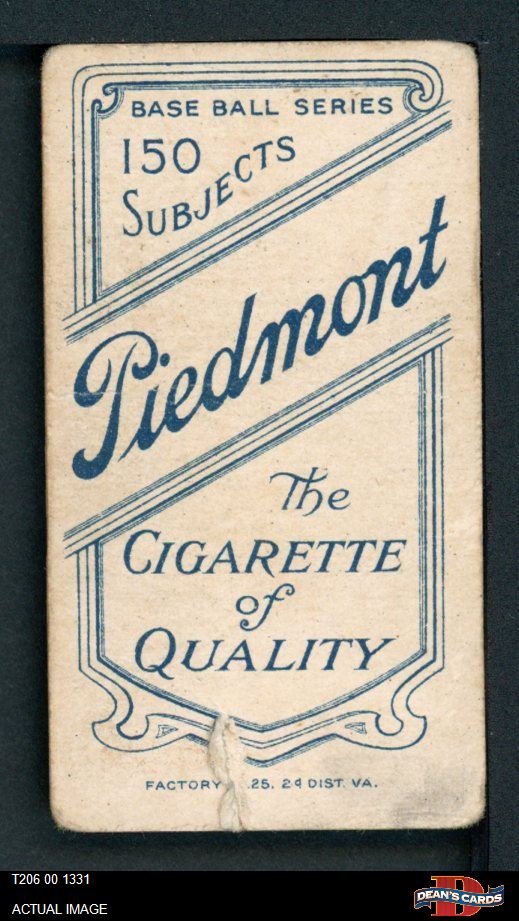 BASE BALL SERIES
150
SUBJECTS
Piedmont
The
CIGARETTE
of
QUALITY
FACTORY 25. 2d DIST. VA.
T206 00 1331
ACTUAL IMAGE
D
DEAN'S CARDS